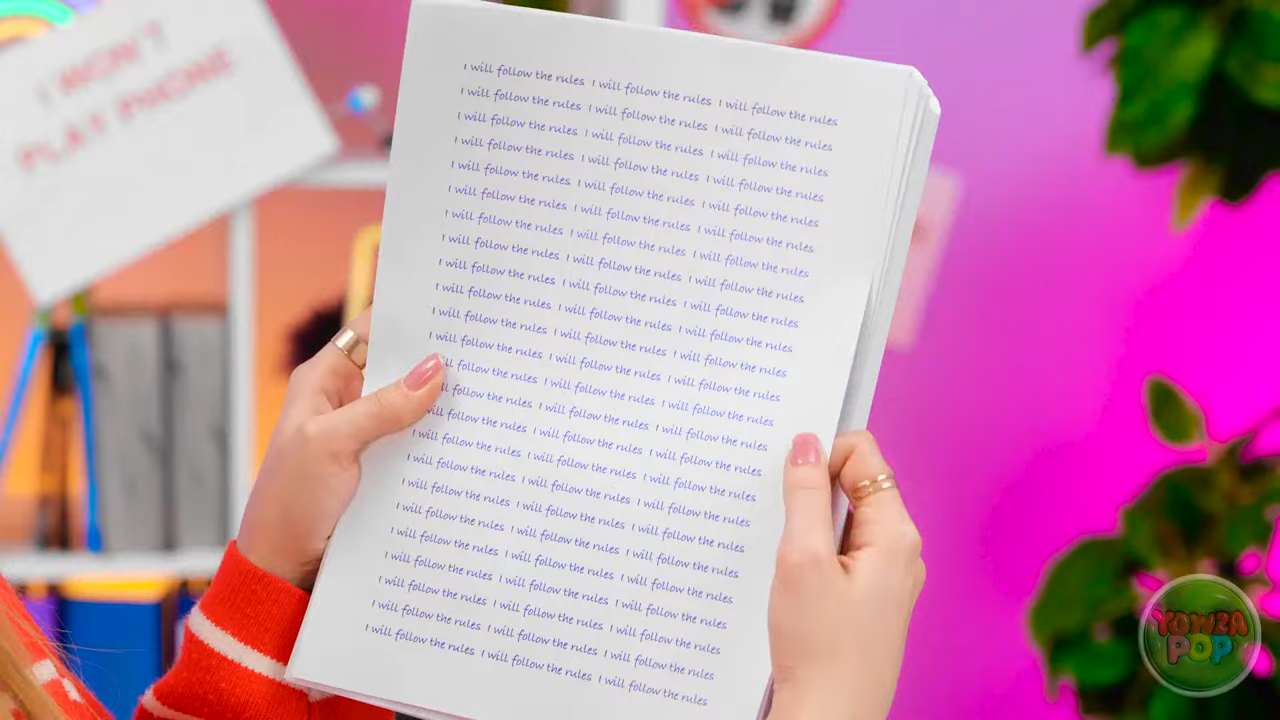 I WON'T
PLAY PHONE
I will follow the rules I will follow the rules I will follow the rules
I will follow the rules I will follow the rules I will follow the rules
I will follow the rules I will follow the rules I will follow the rules
I will follow the rules I will follow the rules I will follow the rules
I will follow the rules I will follow the rules I will follow the rules
I will follow the rules I will follow the rules I will follow the rules
I will follow the rules I will follow the rules I will follow the rules
I will follow the rules I will follow the rules I will follow the rules
I will follow the rules I will follow the rules I will follow the rules
I will follow the rules I will follow the rules I will follow the rules
I will follow the rules I will follow the rules I will follow the rules
I will follow the rules I will follow the rules I will follow the rules
will follow the rules I will follow the rules I will follow the rules
will follow the rules I will follow the rules I will follow the rules
will follow the rules I will follow the rules I will follow the rules
I will follow the rules I will follow the rules I will follow the rules
I will follow the rules I will follow the rules I will follow the rules
I will follow the rules I will follow the rules I will follow the rules
I will follow the rules I will follow the rules I will follow the rules
I will follow the rules I will follow the rules I will follow the rules
I will follow the rules I will follow the rules I will follow the rules
I will follow the rules I will follow the rules I will follow the rules
I will follow the rules I will follow the rules I will follow the rules
I will follow the rules I will follow the rules I will follow the rules
YOWZA
POP